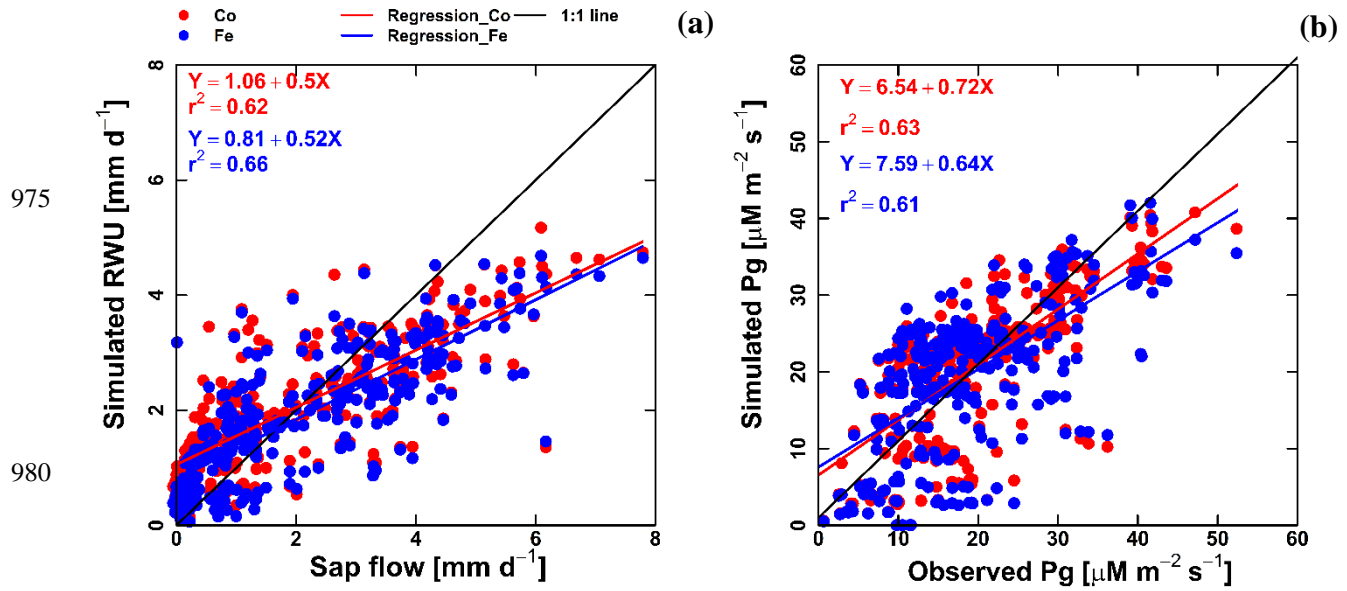 Co Regression_Co 1:1 line (a) (b)
Fe Regression_Fe
Y = 1.06 + 0.5X
r² = 0.62
Y = 0.81 + 0.52X
r² = 0.66
Simulated RWU [mm d⁻¹]
8
6
4
2
0
0 2 4 6 8
Sap flow [mm d⁻¹]
975
980
Y = 6.54 + 0.72X
r² = 0.63
Y = 7.59 + 0.64X
r² = 0.61
Simulated Pg [µM m⁻² s⁻¹]
60
50
40
30
20
10
0
0 10 20 30 40 50 60
Observed Pg [µM m⁻² s⁻¹]